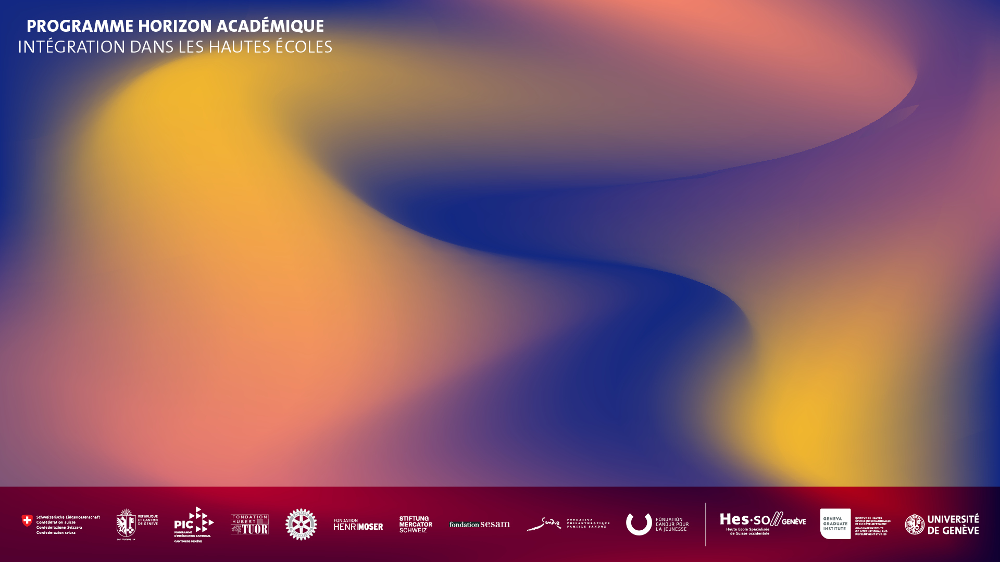 PROGRAMME HORIZON ACADÉMIQUE
INTÉGRATION DANS LES HAUTES ÉCOLES
Schweizerische Eidgenossenschaft
Confédération suisse
Confederazione Svizzera
Confederaziun svizra
REPUBLIQUE
ET CANTON
DE GENEVE
POST TENEBRAS LUX
PIC
PROGRAMME
D'INTÉGRATION CANTONAL
CANTON DE GENÈVE
FONDATION
HUBERT
TUOR
ROTARY
INTERNATIONAL
FONDATION
HENRIMOSER
STIFTUNG
MERCATOR
SCHWEIZ
fondation sesam
Sandoz
FONDATION
PHILANTHROPIQUE
FAMILLE SANDOZ
FONDATION
GANDUR POUR
LA JEUNESSE
Hes·so//GENÈVE
Haute Ecole Spécialisée
de Suisse occidentale
GENEVA
GRADUATE
INSTITUTE
INSTITUT DE HAUTES
ÉTUDES INTERNATIONALES
ET DU DÉVELOPPEMENT
GRADUATE INSTITUTE
OF INTERNATIONAL AND
DEVELOPMENT STUDIES
UNIVERSITÉ
DE GENÈVE